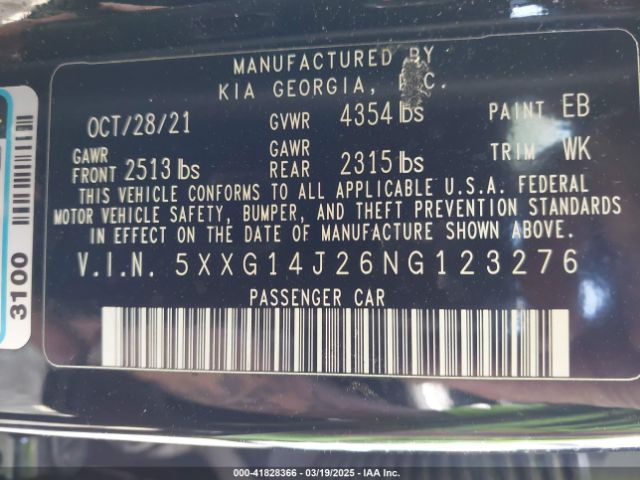 MANUFACTURED BY
KIA GEORGIA, C.
OCT/28/21 GVWR 4354 lbs PAINT EB
GAWR FRONT 2513 lbs GAWR REAR 2315 lbs TRIM WK
THIS VEHICLE CONFORMS TO ALL APPLICABLE U.S.A. FEDERAL
MOTOR VEHICLE SAFETY, BUMPER, AND THEFT PREVENTION STANDARDS
IN EFFECT ON THE DATE OF MANUFACTURE SHOWN ABOVE.
V.I.N. 5XXG14J26NG123276
PASSENGER CAR
3100
000-41828366 — 03/19/2025 — IAA Inc.